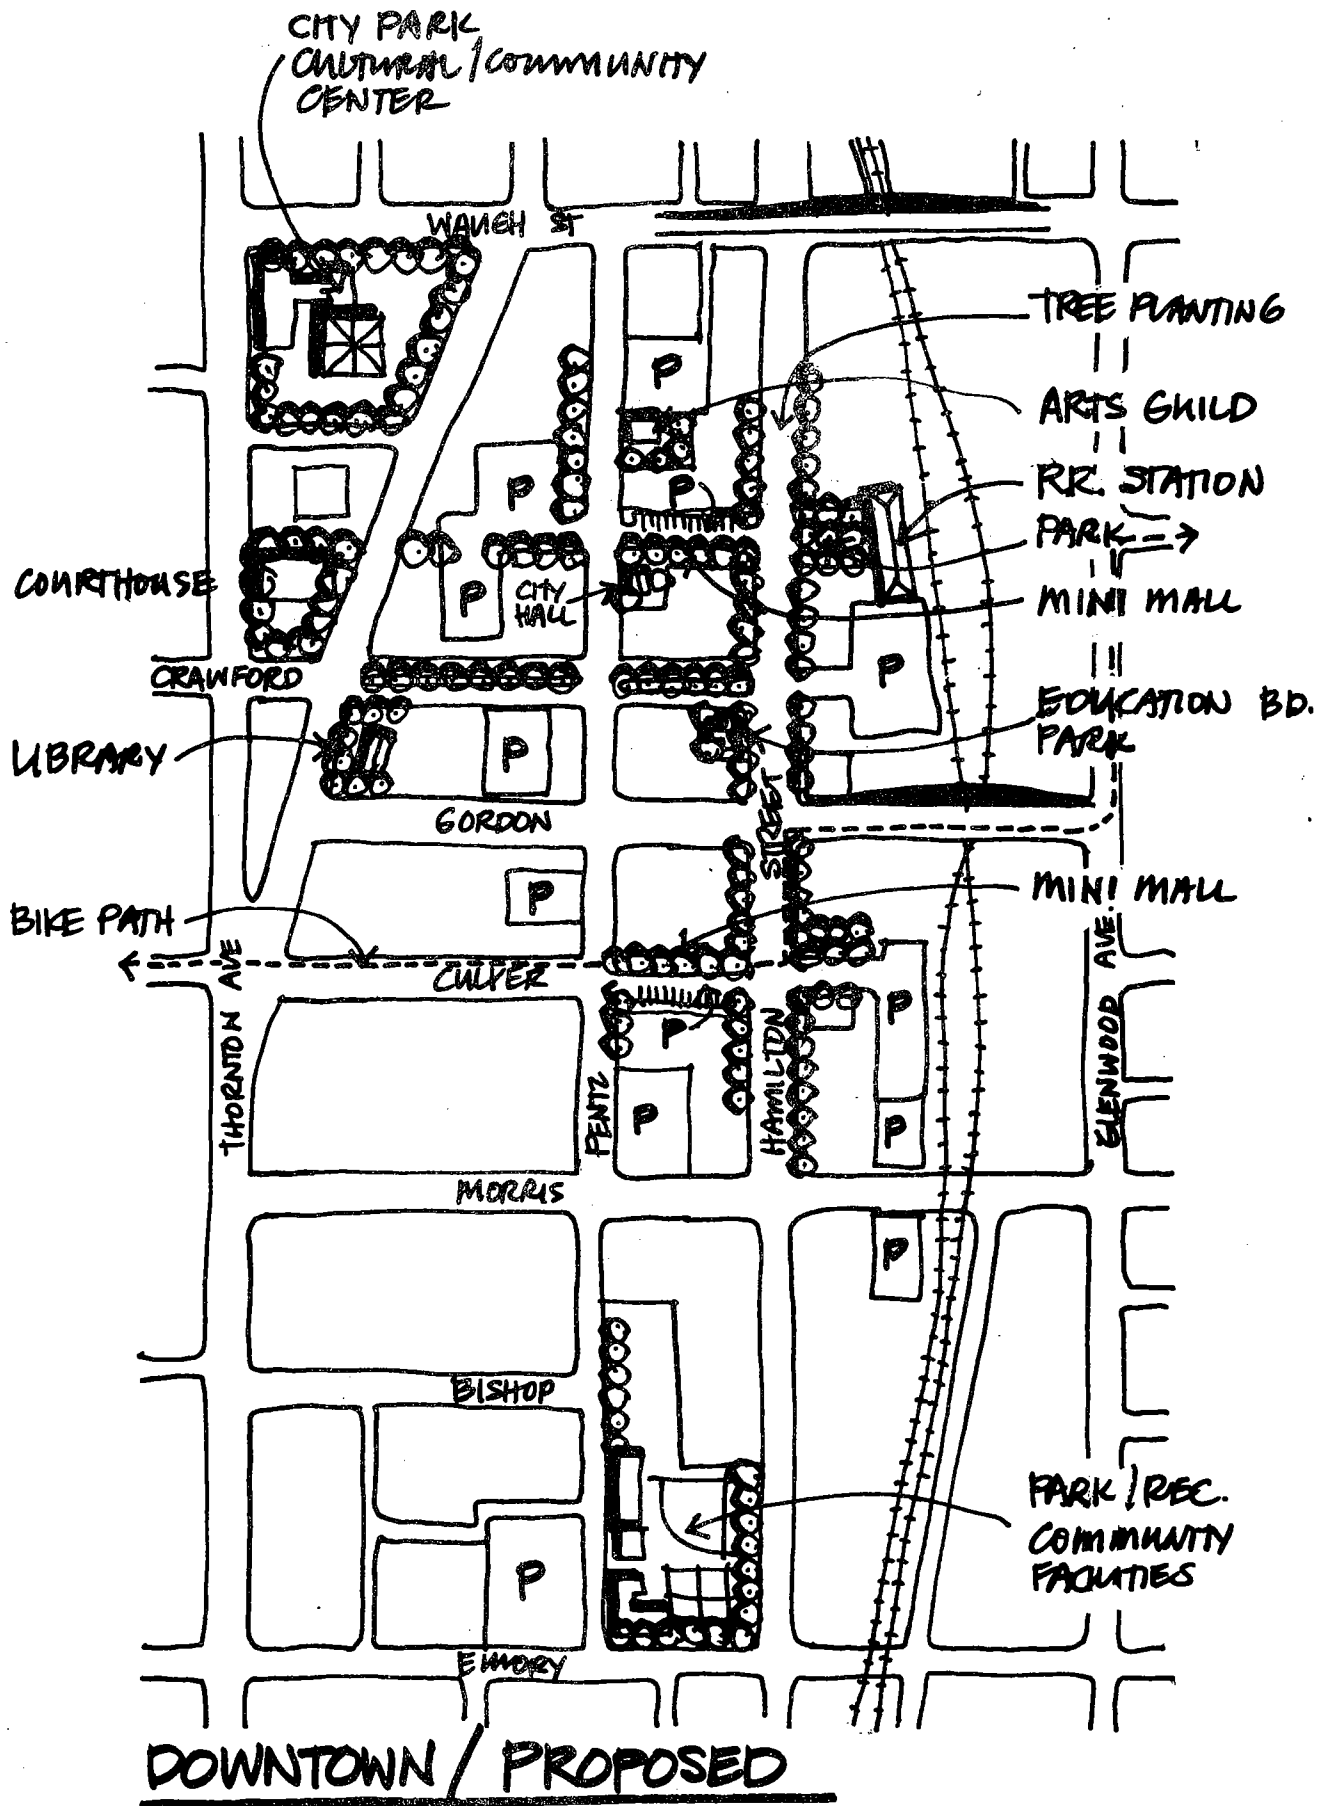 CITY PARK
CULTURAL/COMMUNITY
CENTER
WAUGH ST
TREE PLANTING
P
ARTS GUILD
R.R. STATION
P
P
PARK
COURTHOUSE
CITY
HALL
P
MINI MALL
CRAWFORD
P
EDUCATION BD.
PARK
LIBRARY
P
STREET
GORDON
P
MINI MALL
BIKE PATH
CULPER
THORNTON AVE
PENTZ
HAMILTON
GLENWOOD AVE.
P
P
P
P
MORRIS
P
BISHOP
PARK/REC.
COMMUNITY
FACILITIES
P
EMORY
DOWNTOWN/PROPOSED